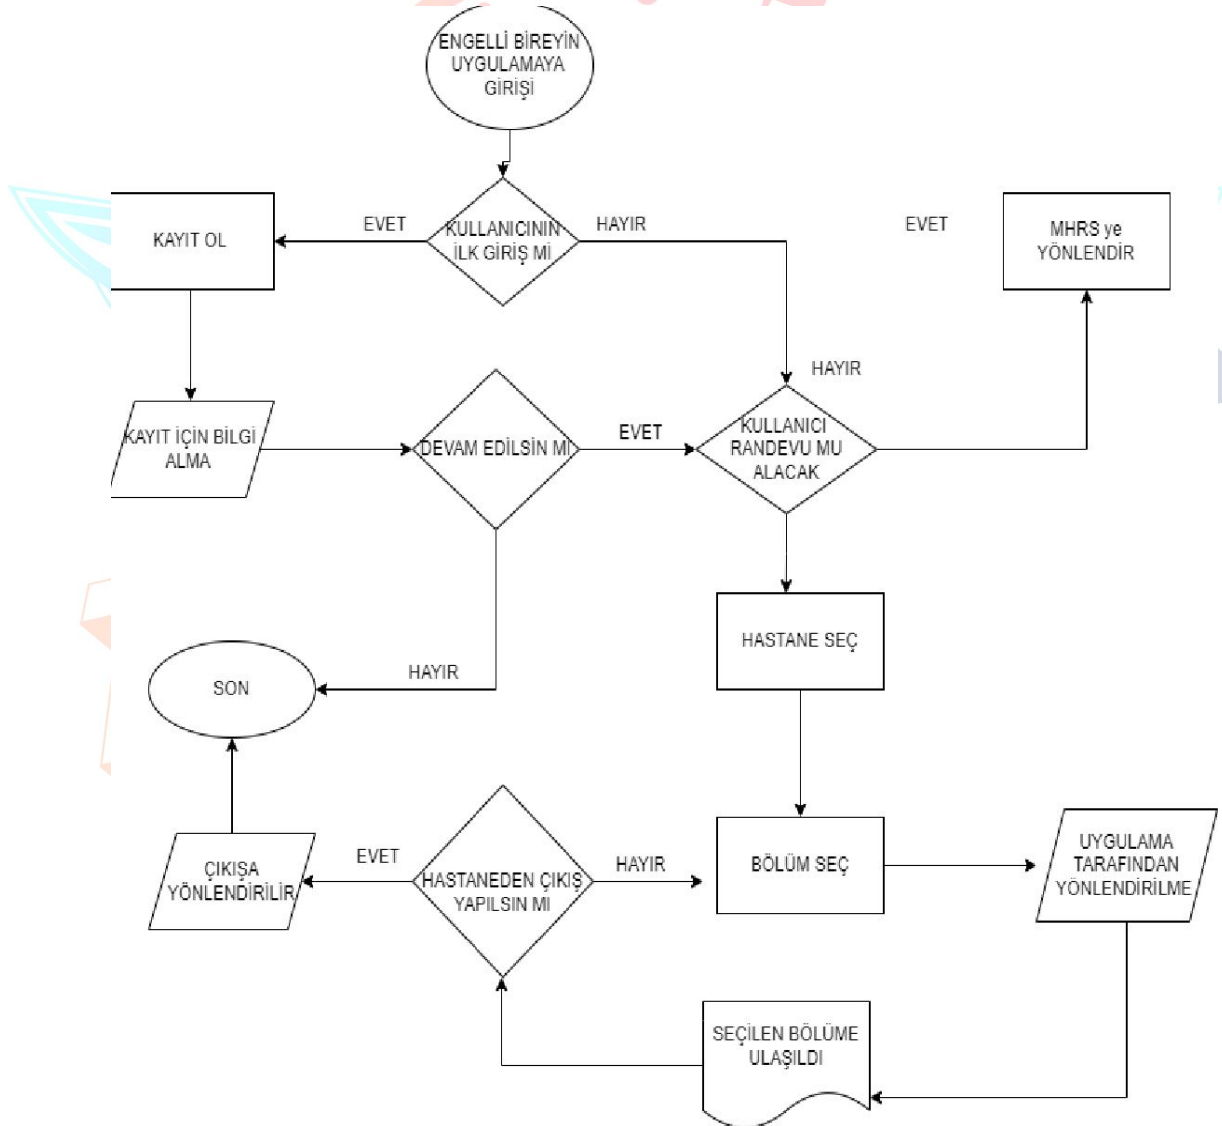 ENGELLİ BİREYİN
UYGULAMAYA
GİRİŞİ
KAYIT OL
EVET
KULLANICININ
İLK GİRİŞ Mİ
HAYIR
EVET
MHRS ye
YÖNLENDİR
HAYIR
KAYIT İÇİN BİLGİ
ALMA
DEVAM EDİLSİN Mİ
EVET
KULLANICI
RANDEVU MU
ALACAK
HASTANE SEÇ
HAYIR
SON
ÇIKIŞA
YÖNLENDİRİLİR
EVET
HASTANEDEN ÇIKIŞ
YAPILSIN MI
HAYIR
BÖLÜM SEÇ
UYGULAMA
TARAFINDAN
YÖNLENDİRİLME
SEÇİLEN BÖLÜME
ULAŞILDI